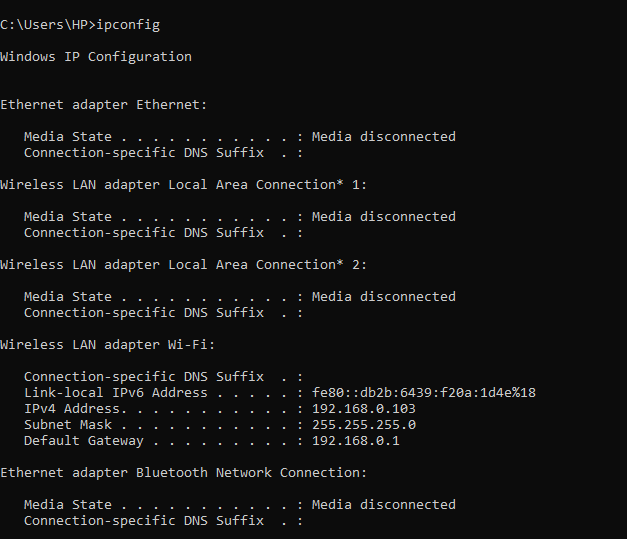 C:\Users\HP>ipconfig
Windows IP Configuration
Ethernet adapter Ethernet:
Media State . . . . . . . . . . . : Media disconnected
Connection-specific DNS Suffix  . :
Wireless LAN adapter Local Area Connection* 1:
Media State . . . . . . . . . . . : Media disconnected
Connection-specific DNS Suffix  . :
Wireless LAN adapter Local Area Connection* 2:
Media State . . . . . . . . . . . : Media disconnected
Connection-specific DNS Suffix  . :
Wireless LAN adapter Wi-Fi:
Connection-specific DNS Suffix  . :
Link-local IPv6 Address . . . . . : fe80::db2b:6439:f20a:1d4e%18
IPv4 Address. . . . . . . . . . . : 192.168.0.103
Subnet Mask . . . . . . . . . . . : 255.255.255.0
Default Gateway . . . . . . . . . : 192.168.0.1
Ethernet adapter Bluetooth Network Connection:
Media State . . . . . . . . . . . : Media disconnected
Connection-specific DNS Suffix  . :